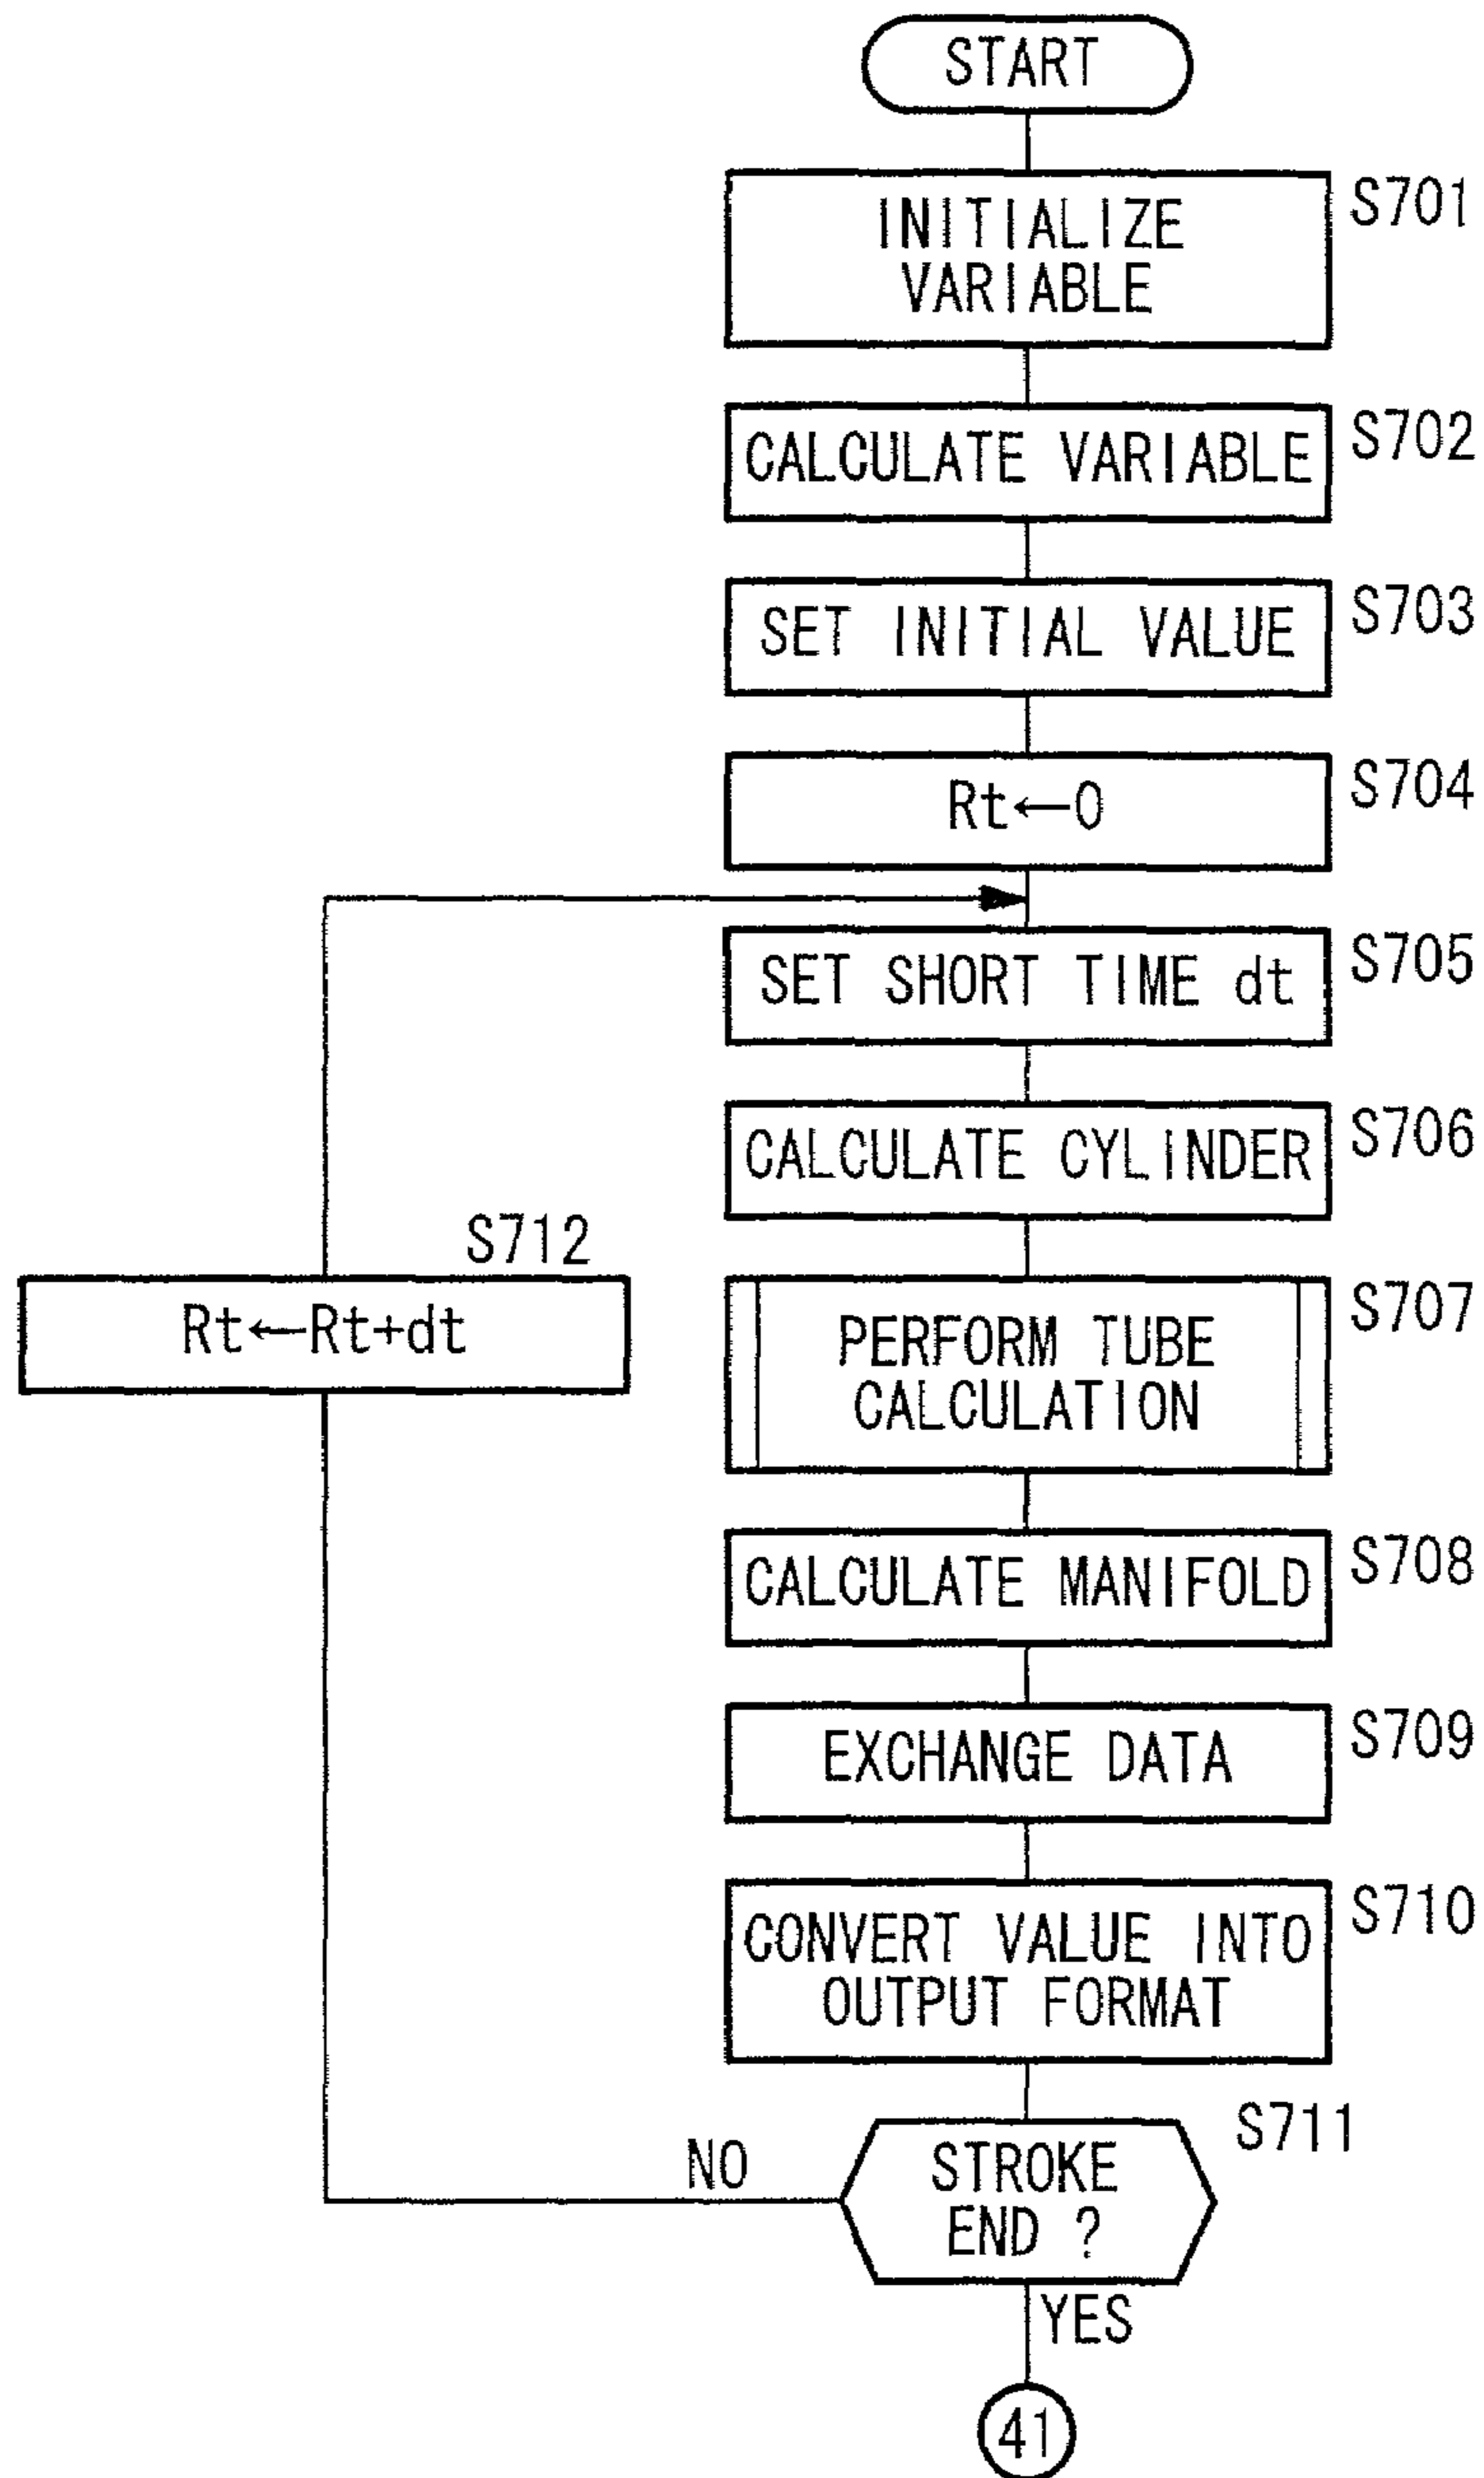 START
INITIALIZE
VARIABLE
S701
CALCULATE VARIABLE
S702
SET INITIAL VALUE
S703
Rt←0
S704
SET SHORT TIME dt
S705
CALCULATE CYLINDER
S706
S712
Rt←Rt+dt
PERFORM TUBE
CALCULATION
S707
CALCULATE MANIFOLD
S708
EXCHANGE DATA
S709
CONVERT VALUE INTO
OUTPUT FORMAT
S710
S711
NO
STROKE
END ?
YES
41